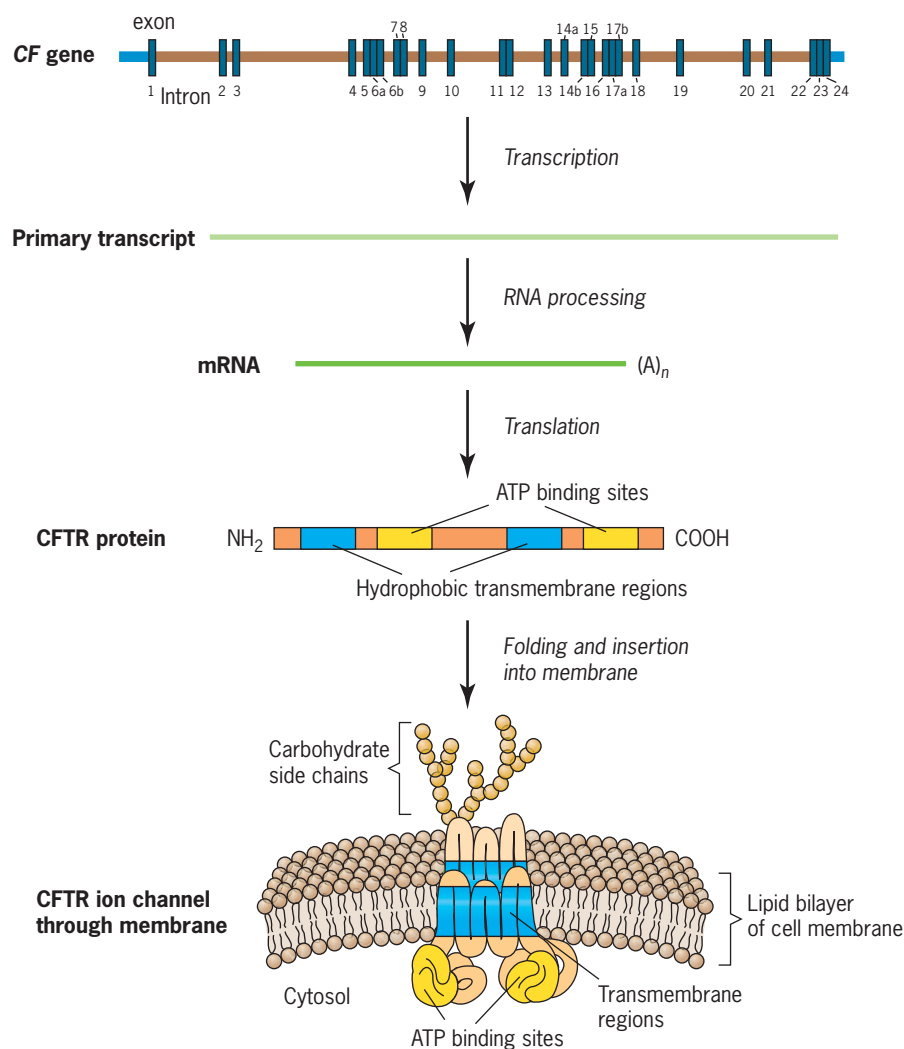 exon
7 8
14a 15 17b
CF gene
1 Intron 2 3 4 5 6a 6b 9 10 11 12 13 14b 16 17a 18 19 20 21 22 23 24
Transcription
Primary transcript
RNA processing
mRNA
(A)n
Translation
ATP binding sites
CFTR protein
NH2
COOH
Hydrophobic transmembrane regions
Folding and insertion
into membrane
Carbohydrate
side chains
CFTR ion channel
through membrane
Lipid bilayer
of cell membrane
Cytosol
Transmembrane
regions
ATP binding sites